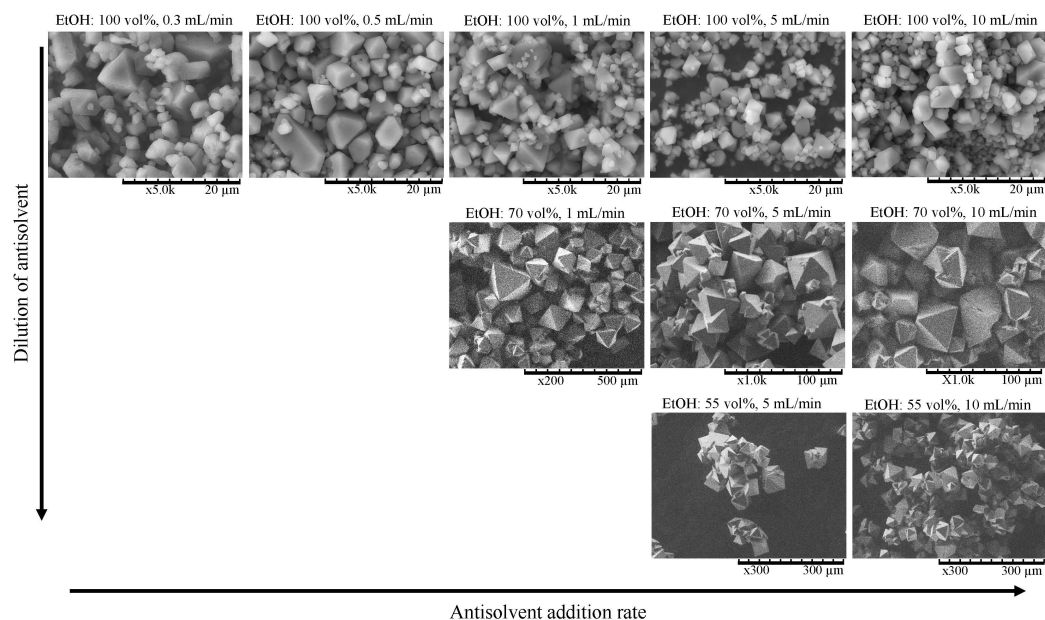 EtOH: 100 vol%, 0.3 mL/min
EtOH: 100 vol%, 0.5 mL/min
EtOH: 100 vol%, 1 mL/min
EtOH: 100 vol%, 5 mL/min
EtOH: 100 vol%, 10 mL/min
x5.0k 20 μm
x5.0k 20 μm
x5.0k 20 μm
x5.0k 20 μm
x5.0k 20 μm
EtOH: 70 vol%, 1 mL/min
EtOH: 70 vol%, 5 mL/min
EtOH: 70 vol%, 10 mL/min
x200 500 μm
x1.0k 100 μm
X1.0k 100 μm
EtOH: 55 vol%, 5 mL/min
EtOH: 55 vol%, 10 mL/min
x300 300 μm
x300 300 μm
Dilution of antisolvent
Antisolvent addition rate